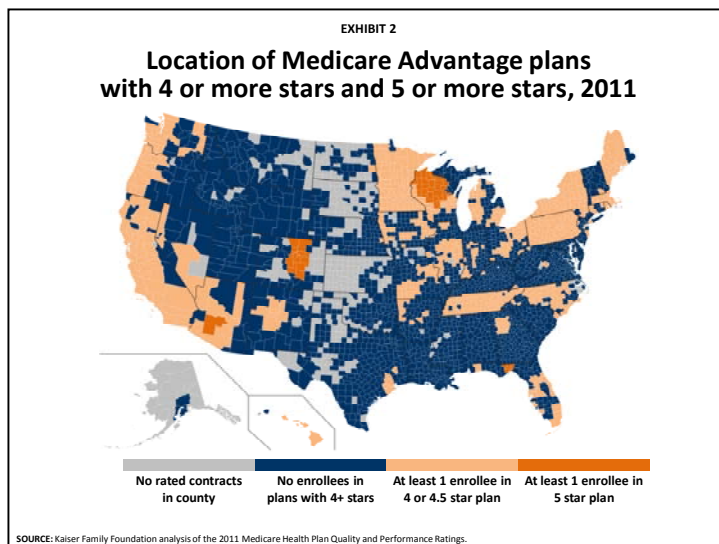 EXHIBIT 2
Location of Medicare Advantage plans
with 4 or more stars and 5 or more stars, 2011
No rated contracts
in county
No enrollees in
plans with 4+ stars
At least 1 enrollee in
4 or 4.5 star plan
At least 1 enrollee in
5 star plan
SOURCE: Kaiser Family Foundation analysis of the 2011 Medicare Health Plan Quality and Performance Ratings.